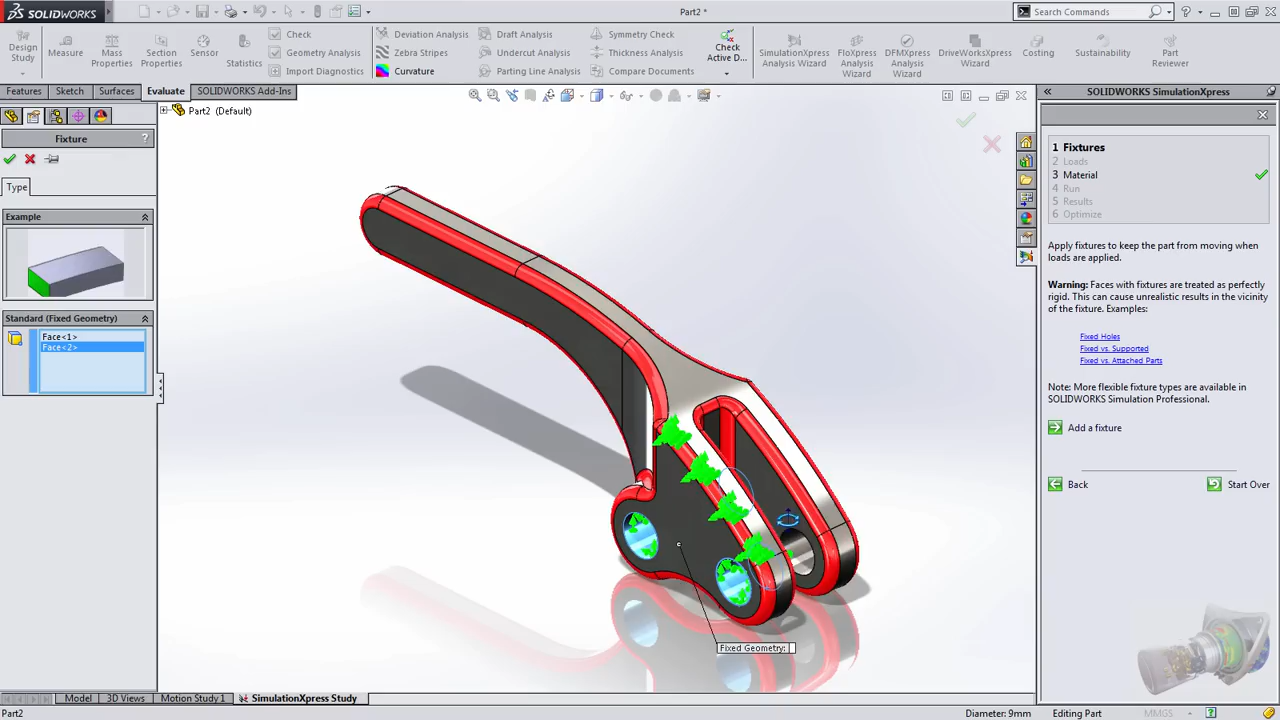 SOLIDWORKS
Part2 *
Search Commands
Design Study
Measure
Mass Properties
Section Properties
Sensor
Statistics
Check
Geometry Analysis
Import Diagnostics
Deviation Analysis
Zebra Stripes
Curvature
Draft Analysis
Undercut Analysis
Parting Line Analysis
Symmetry Check
Thickness Analysis
Compare Documents
Check Active D...
SimulationXpress Analysis Wizard
FloXpress Analysis Wizard
DFMXpress Analysis Wizard
DriveWorksXpress Wizard
Costing
Sustainability
Part Reviewer
Features
Sketch
Surfaces
Evaluate
SOLIDWORKS Add-Ins
Part2 (Default)
Fixture
?
Type
Example
Standard (Fixed Geometry)
Face<1>
Face<2>
Fixed Geometry:
SOLIDWORKS SimulationXpress
1 Fixtures
2 Loads
3 Material
4 Run
5 Results
6 Optimize
Apply fixtures to keep the part from moving when
loads are applied.
Warning: Faces with fixtures are treated as perfectly
rigid. This can cause unrealistic results in the vicinity
of the fixture. Examples:
Fixed Holes
Fixed vs. Supported
Fixed vs. Attached Parts
Note: More flexible fixture types are available in
SOLIDWORKS Simulation Professional.
Add a fixture
Back
Start Over
Model
3D Views
Motion Study 1
SimulationXpress Study
Part2
Diameter: 9mm
Editing Part
MMGS